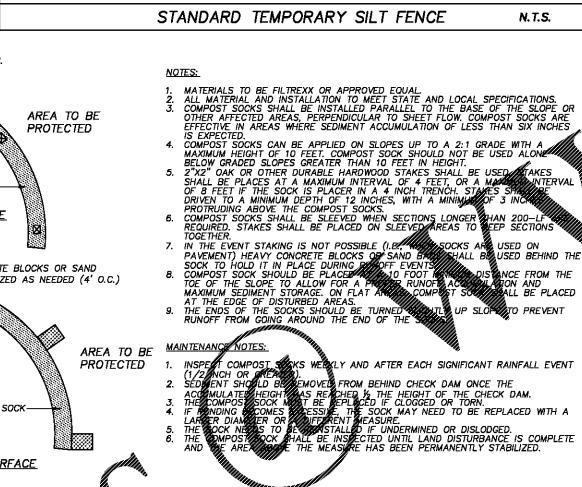 STANDARD TEMPORARY SILT FENCE
N.T.S.
NOTES:
1. MATERIALS TO BE FILTREXX OR APPROVED EQUAL.
2. ALL MATERIAL AND INSTALLATION TO MEET STATE AND LOCAL SPECIFICATIONS.
3. COMPOST SOCKS SHALL BE INSTALLED PARALLEL TO THE BASE OF THE SLOPE OR
OTHER AFFECTED AREAS, PERPENDICULAR TO SHEET FLOW. COMPOST SOCKS ARE
EFFECTIVE IN AREAS WHERE SEDIMENT ACCUMULATION OF LESS THAN SIX INCHES
IS EXPECTED.
4. COMPOST SOCKS CAN BE APPLIED ON SLOPES UP TO A 2:1 GRADE WITH A
MAXIMUM HEIGHT OF 10 FEET. COMPOST SOCK SHOULD NOT BE USED ALONE
BELOW GRADED SLOPES GREATER THAN 10 FEET IN HEIGHT.
5. 2"X2" OAK OR OTHER DURABLE HARDWOOD STAKES SHALL BE USED. STAKES
SHALL BE PLACES AT A MAXIMUM INTERVAL OF 4 FEET, OR A MAXIMUM INTERVAL
OF 8 FEET IF THE SOCK IS PLACER IN A 4 INCH TRENCH. STAKES SHALL BE
DRIVEN TO A MINIMUM DEPTH OF 12 INCHES, WITH A MINIMUM OF 3 INCHES
PROTRUDING ABOVE THE COMPOST SOCKS.
6. COMPOST SOCKS SHALL BE SLEEVED WHEN SECTIONS LONGER THAN 200-LF ARE
REQUIRED. STAKES SHALL BE PLACED ON SLEEVED AREAS TO KEEP SECTIONS
TOGETHER.
7. IN THE EVENT STAKING IS NOT POSSIBLE (I.E. WHEN SOCKS ARE USED ON
PAVEMENT) HEAVY CONCRETE BLOCKS OR SAND BAGS SHALL BE USED BEHIND THE
SOCK TO HOLD IT IN PLACE DURING RUNOFF EVENTS.
8. COMPOST SOCK SHOULD BE PLACED AT A 10 FOOT MINIMUM DISTANCE FROM THE
TOE OF THE SLOPE TO ALLOW FOR A PROPER RUNOFF ACCUMULATION AND
MAXIMUM SEDIMENT STORAGE. ON FLAT AREAS, COMPOST SOCK SHALL BE PLACED
AT THE EDGE OF DISTURBED AREAS.
9. THE ENDS OF THE SOCKS SHOULD BE TURNED SLIGHTLY UP SLOPE TO PREVENT
RUNOFF FROM GOING AROUND THE END OF THE SOCKS.
MAINTENANCE NOTES:
1. INSPECT COMPOST SOCKS WEEKLY AND AFTER EACH SIGNIFICANT RAINFALL EVENT
(1/2 INCH OR GREATER).
2. SEDIMENT SHOULD BE REMOVED FROM BEHIND CHECK DAM ONCE THE
ACCUMULATED HEIGHT HAS REACHED ½ THE HEIGHT OF THE CHECK DAM.
3. THE COMPOST SOCK MUST BE REPLACED IF CLOGGED OR TORN.
4. IF PONDING BECOMES EXCESSIVE, THE SOCK MAY NEED TO BE REPLACED WITH A
LARGER DIAMETER OR A DIFFERENT MEASURE.
5. THE SOCK NEEDS TO BE REINSTALLED IF UNDERMINED OR DISLODGED.
6. THE COMPOST SOCK SHALL BE INSPECTED UNTIL LAND DISTURBANCE IS COMPLETE
AND THE AREA ABOVE THE MEASURE HAS BEEN PERMANENTLY STABILIZED.
AREA TO BE
PROTECTED
BLOCKS OR SAND
AS NEEDED (4' O.C.)
AREA TO BE
PROTECTED
SOCK
@